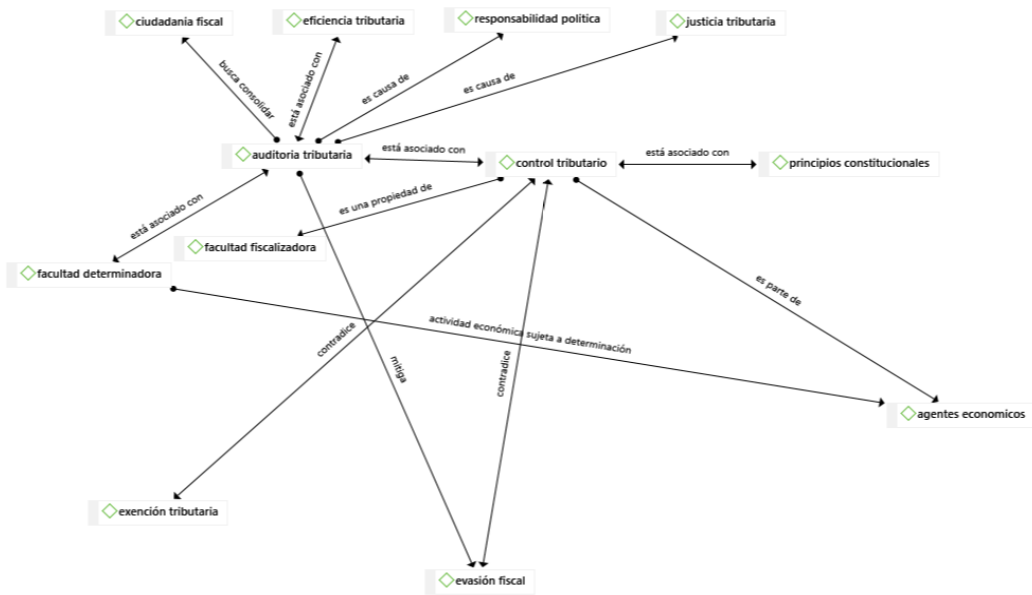 ciudadania fiscal
eficiencia tributaria
responsabilidad política
justicia tributaria
busca consolidar
está asociado con
es causa de
es causa de
auditoria tributaria
está asociado con
control tributario
está asociado con
principios constitucionales
está asociado con
es una propiedad de
facultad fiscalizadora
facultad determinadora
es parte de
actividad económica sujeta a determinación
contradice
mitiga
contradice
agentes economicos
exención tributaria
evasión fiscal